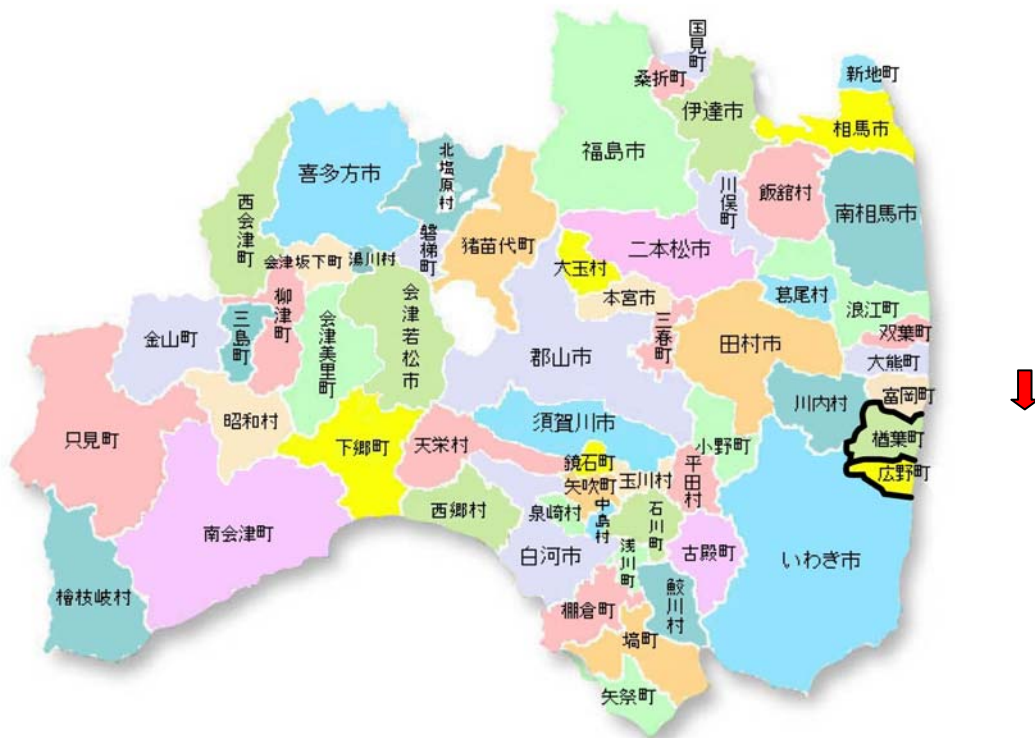 国見町
桑折町
新地町
伊達市
相馬市
福島市
喜多方市
北塩原村
川俣町
飯舘村
南相馬市
西会津町
磐梯町
猪苗代町
二本松市
会津坂下町
湯川村
大玉村
葛尾村
本宮市
浪江町
柳津町
会津若松市
三島町
会津美里町
金山町
三春町
田村市
双葉町
郡山市
大熊町
富岡町
川内村
昭和村
只見町
須賀川市
小野町
楢葉町
下郷町
天栄村
鏡石町
広野町
矢吹町
玉川村
平田村
西郷村
泉崎村
中島村
石川町
南会津町
白河市
古殿町
いわき市
浅川町
檜枝岐村
棚倉町
鮫川村
塙町
矢祭町